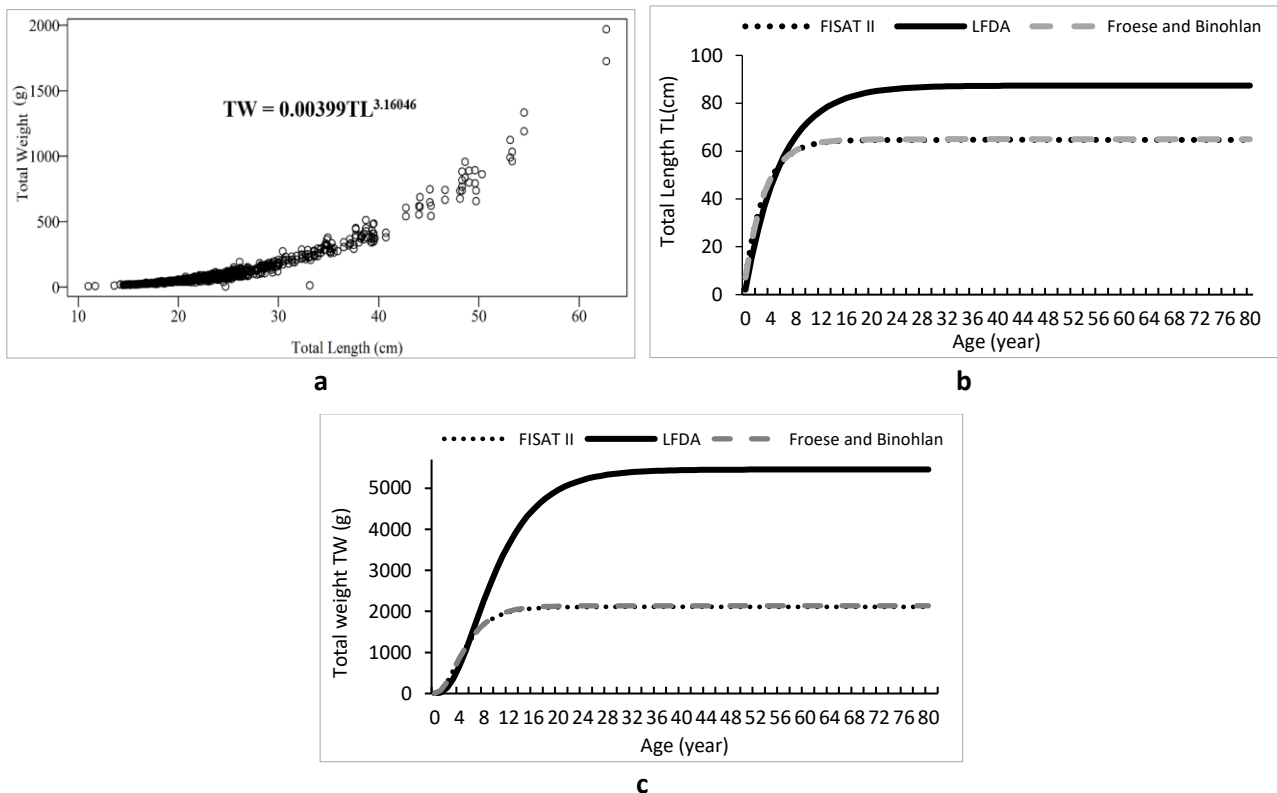 2000
1500
1000
500
0
Total Weight (g)
TW = 0.00399TL^3.16046
10 20 30 40 50 60
Total Length (cm)
a
FISAT II LFDA Froese and Binohlan
100
80
60
40
20
0
Total Length TL(cm)
0 4 8 12 16 20 24 28 32 36 40 44 48 52 56 60 64 68 72 76 80
Age (year)
b
FISAT II LFDA Froese and Binohlan
5000
4000
3000
2000
1000
0
Total weight TW (g)
0 4 8 12 16 20 24 28 32 36 40 44 48 52 56 60 64 68 72 76 80
Age (year)
c